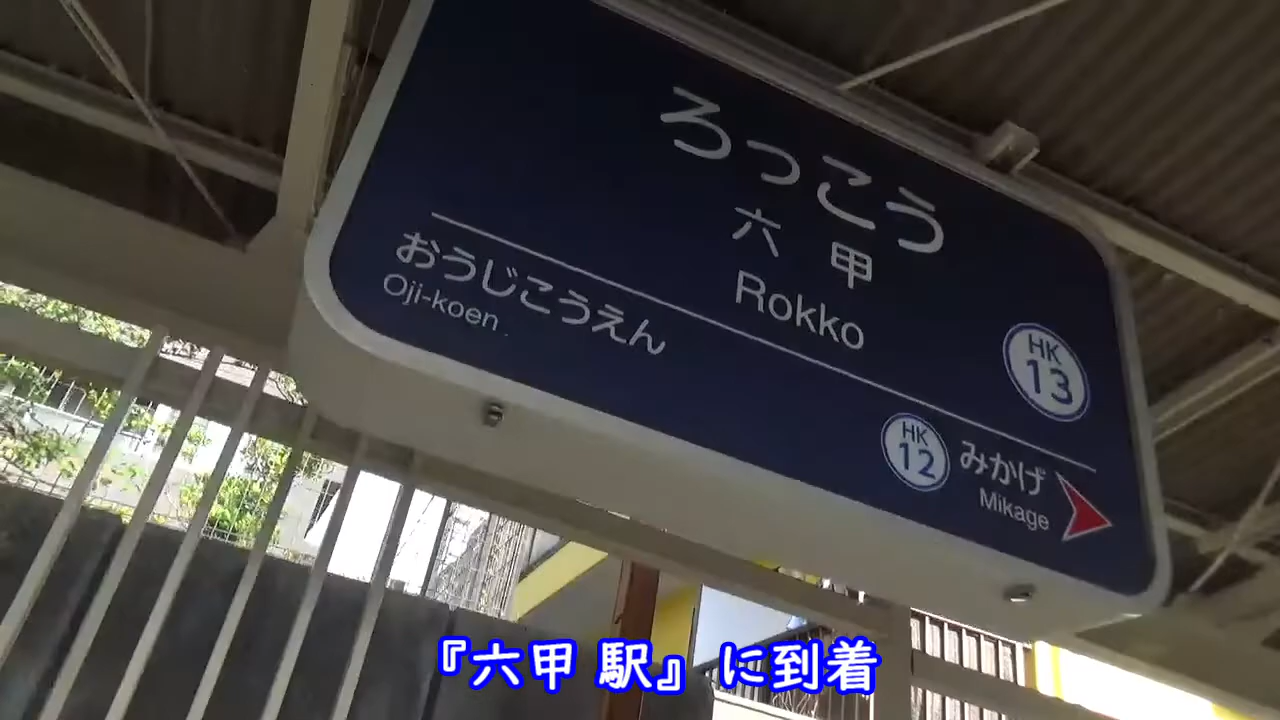 ろっこう
六甲
Rokko
HK
13
おうじこうえん
Oji-koen
HK
12
みかげ
Mikage
『六甲 駅』 に到着